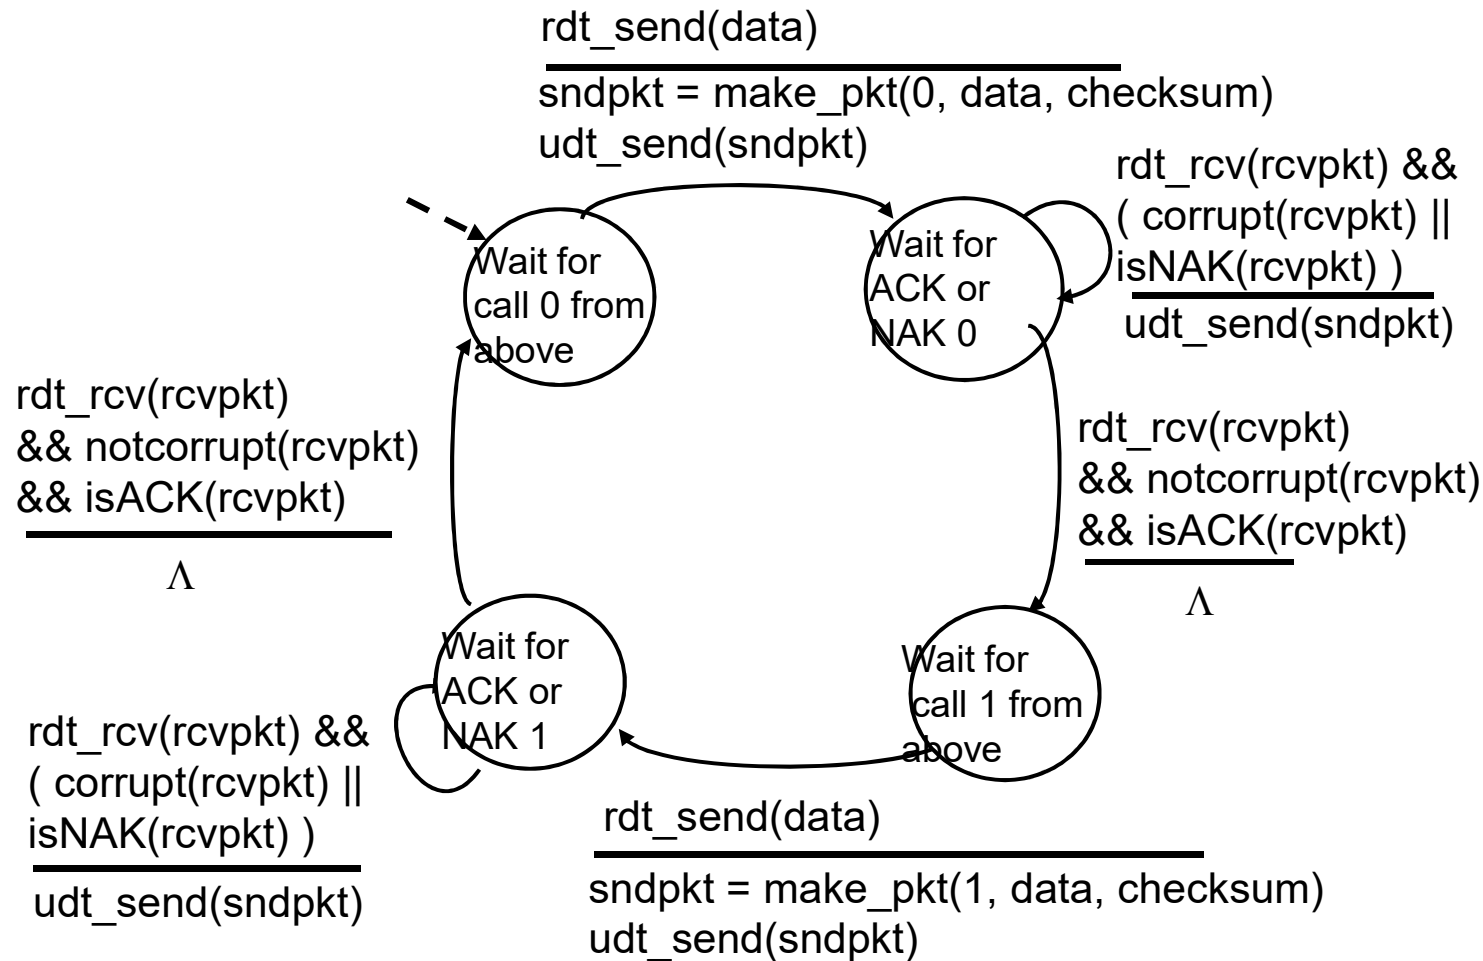 rdt_send(data)
sndpkt = make_pkt(0, data, checksum)
udt_send(sndpkt)
rdt_rcv(rcvpkt) &&
( corrupt(rcvpkt) ||
isNAK(rcvpkt) )
udt_send(sndpkt)
Wait for
call 0 from
above
Wait for
ACK or
NAK 0
rdt_rcv(rcvpkt)
&& notcorrupt(rcvpkt)
&& isACK(rcvpkt)
Λ
rdt_rcv(rcvpkt)
&& notcorrupt(rcvpkt)
&& isACK(rcvpkt)
Λ
Wait for
ACK or
NAK 1
Wait for
call 1 from
above
rdt_rcv(rcvpkt) &&
( corrupt(rcvpkt) ||
isNAK(rcvpkt) )
udt_send(sndpkt)
rdt_send(data)
sndpkt = make_pkt(1, data, checksum)
udt_send(sndpkt)